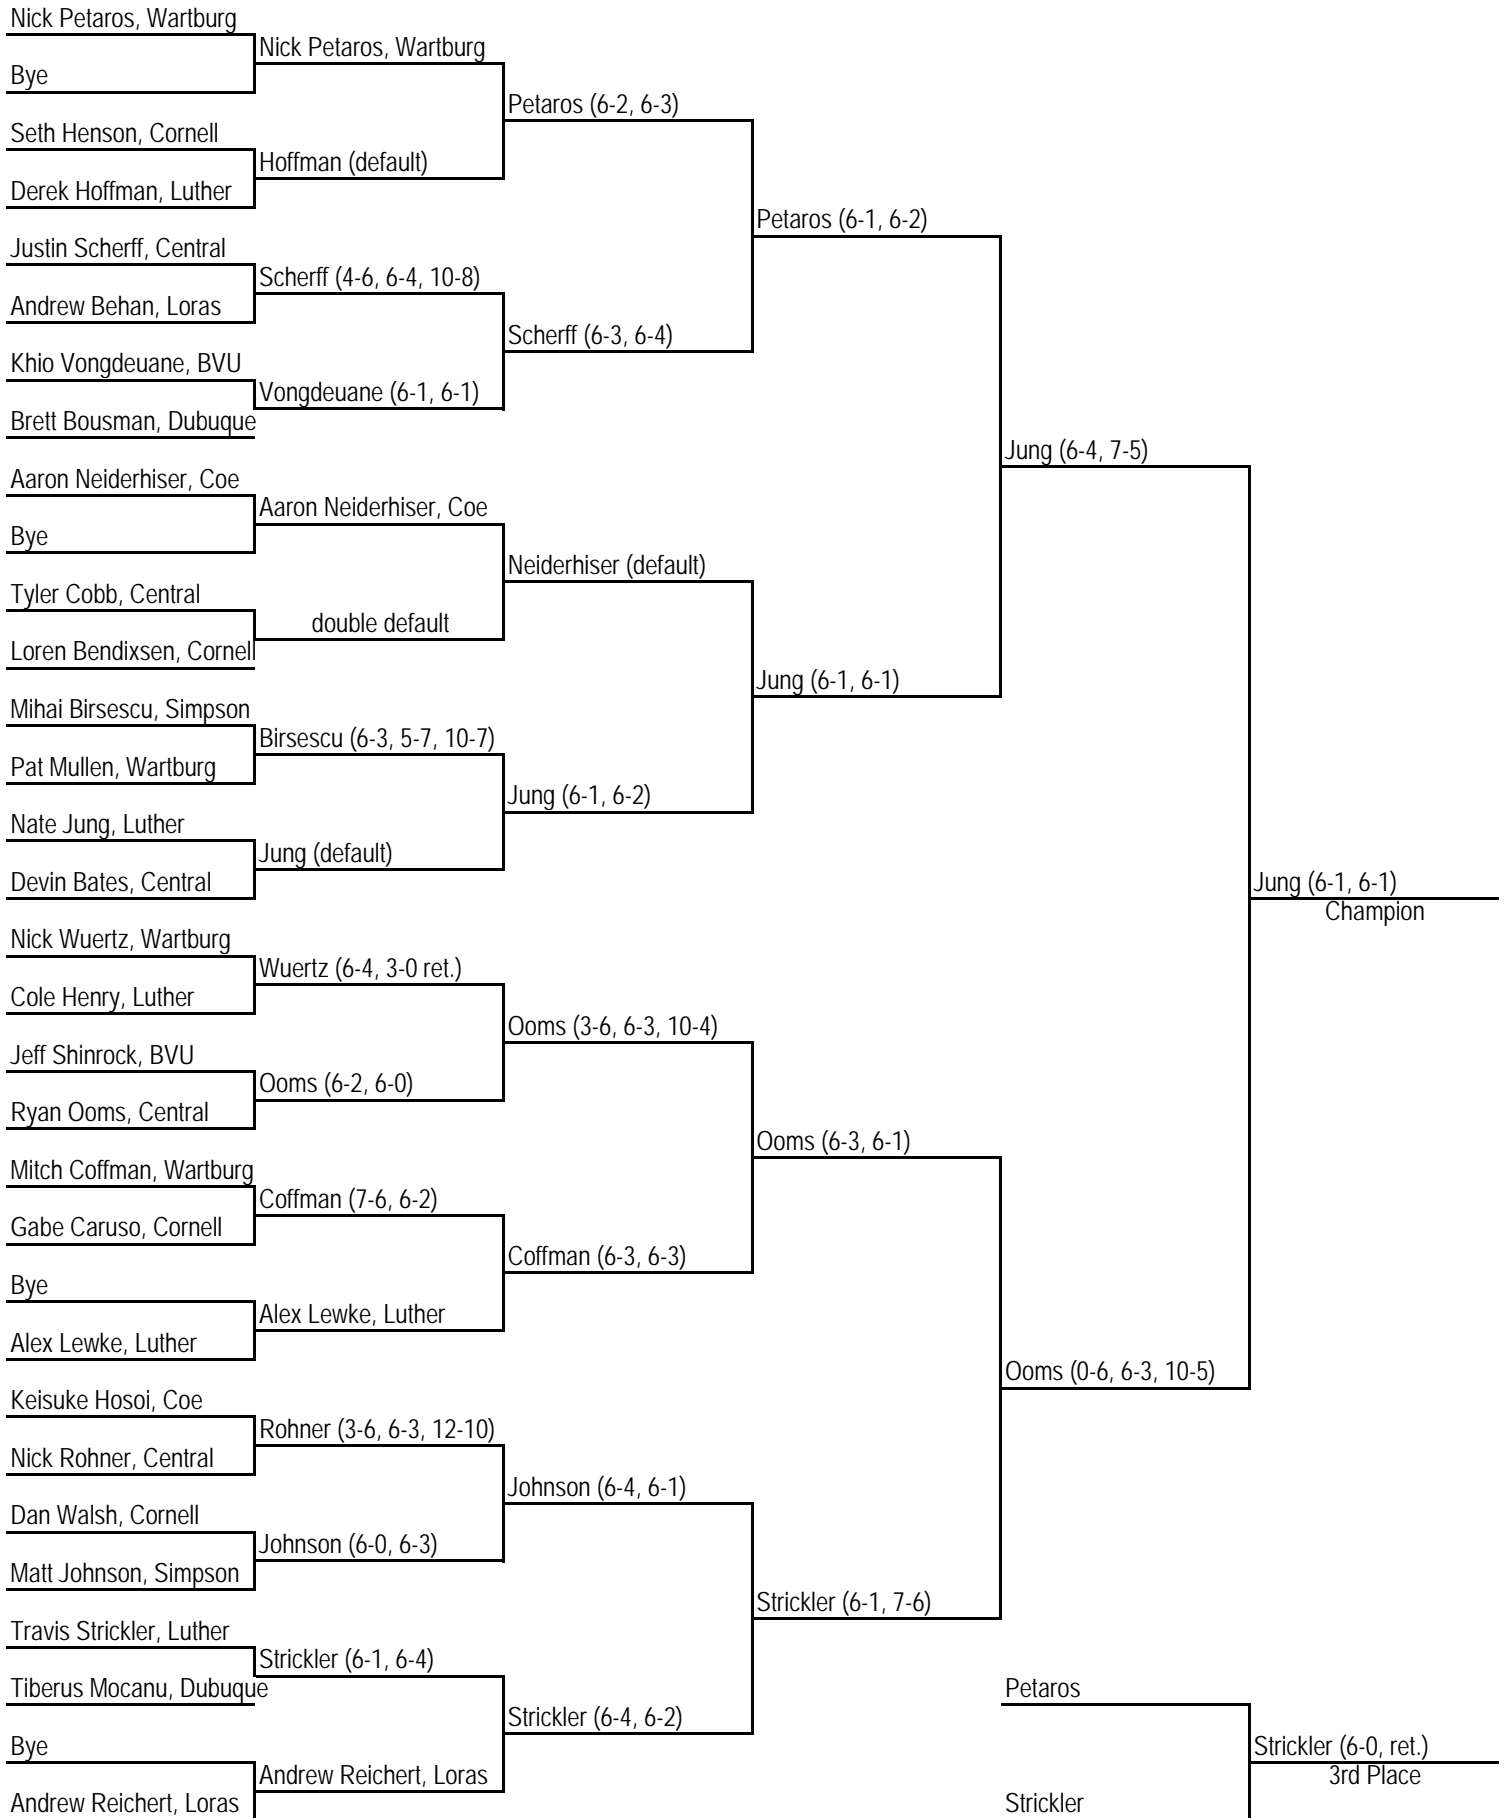 Nick Petaros, Wartburg
Nick Petaros, Wartburg
Bye
Petaros (6-2, 6-3)
Seth Henson, Cornell
Hoffman (default)
Derek Hoffman, Luther
Petaros (6-1, 6-2)
Justin Scherff, Central
Scherff (4-6, 6-4, 10-8)
Andrew Behan, Loras
Scherff (6-3, 6-4)
Khio Vongdeuane, BVU
Vongdeuane (6-1, 6-1)
Brett Bousman, Dubuque
Jung (6-4, 7-5)
Aaron Neiderhiser, Coe
Aaron Neiderhiser, Coe
Bye
Neiderhiser (default)
Tyler Cobb, Central
double default
Loren Bendixsen, Cornell
Jung (6-1, 6-1)
Mihai Birsescu, Simpson
Birsescu (6-3, 5-7, 10-7)
Pat Mullen, Wartburg
Jung (6-1, 6-2)
Nate Jung, Luther
Jung (default)
Devin Bates, Central
Jung (6-1, 6-1)
Champion
Nick Wuertz, Wartburg
Wuertz (6-4, 3-0 ret.)
Cole Henry, Luther
Ooms (3-6, 6-3, 10-4)
Jeff Shinrock, BVU
Ooms (6-2, 6-0)
Ryan Ooms, Central
Ooms (6-3, 6-1)
Mitch Coffman, Wartburg
Coffman (7-6, 6-2)
Gabe Caruso, Cornell
Coffman (6-3, 6-3)
Bye
Alex Lewke, Luther
Alex Lewke, Luther
Ooms (0-6, 6-3, 10-5)
Keisuke Hosoi, Coe
Rohner (3-6, 6-3, 12-10)
Nick Rohner, Central
Johnson (6-4, 6-1)
Dan Walsh, Cornell
Johnson (6-0, 6-3)
Matt Johnson, Simpson
Strickler (6-1, 7-6)
Travis Strickler, Luther
Strickler (6-1, 6-4)
Tiberus Mocanu, Dubuque
Petaros
Strickler (6-4, 6-2)
Bye
Strickler (6-0, ret.)
Andrew Reichert, Loras
3rd Place
Andrew Reichert, Loras
Strickler